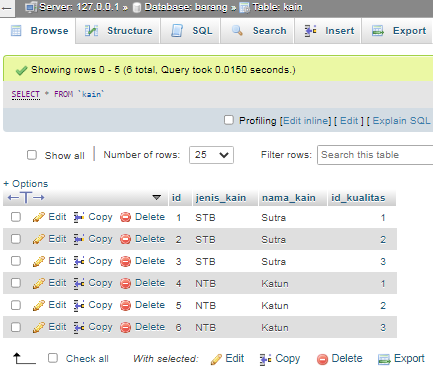 Server: 127.0.0.1 » Database: barang » Table: kain
Browse Structure SQL Search Insert Export
Showing rows 0 - 5 (6 total, Query took 0.0150 seconds.)
SELECT * FROM `kain`
Profiling [Edit inline] [ Edit ] [ Explain SQL
Show all Number of rows: 25 Filter rows: Search this table
+ Options
←T→ id jenis_kain nama_kain id_kualitas
Edit Copy Delete 1 STB Sutra 1
Edit Copy Delete 2 STB Sutra 2
Edit Copy Delete 3 STB Sutra 3
Edit Copy Delete 4 NTB Katun 1
Edit Copy Delete 5 NTB Katun 2
Edit Copy Delete 6 NTB Katun 3
Check all With selected: Edit Copy Delete Export